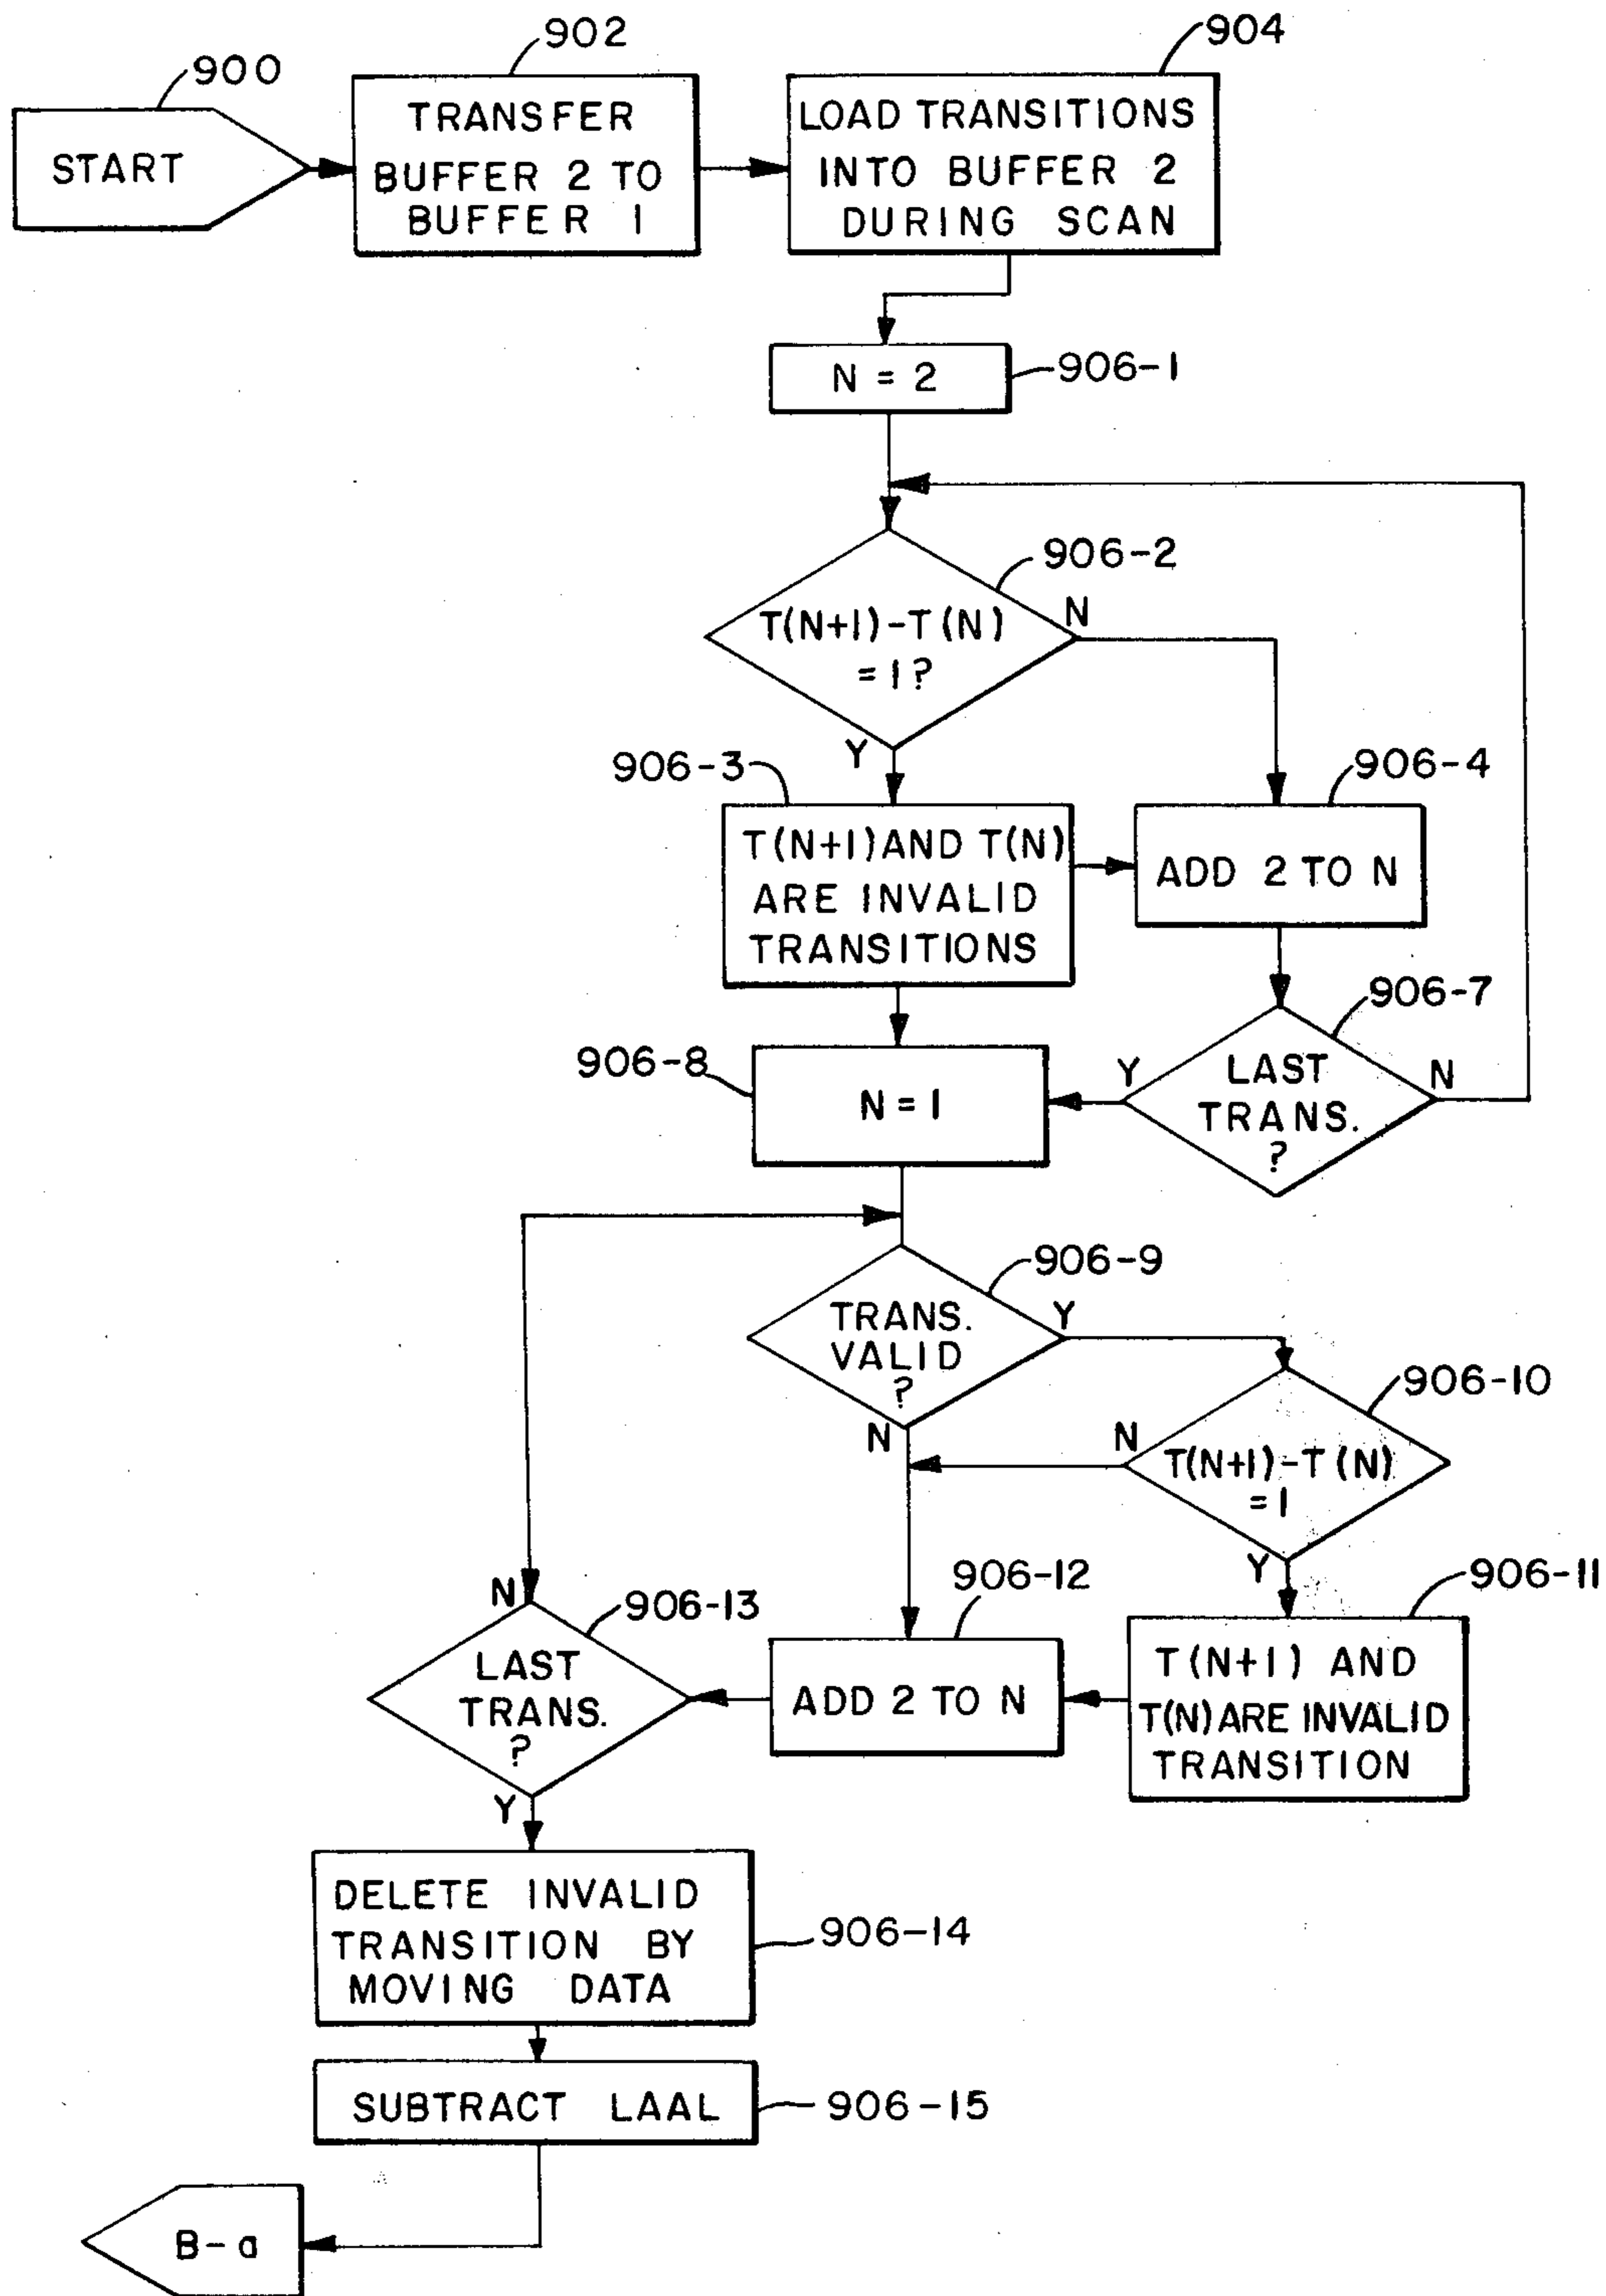 900
START
902
TRANSFER
BUFFER 2 TO
BUFFER 1
904
LOAD TRANSITIONS
INTO BUFFER 2
DURING SCAN
N = 2
906-1
906-2
T(N+1)-T(N)
=1?
N
Y
906-3
T(N+1) AND T(N)
ARE INVALID
TRANSITIONS
906-4
ADD 2 TO N
906-7
LAST
TRANS.
?
Y
N
906-8
N=1
906-9
TRANS.
VALID
?
Y
N
906-10
T(N+1)-T(N)
=1
N
Y
906-11
T(N+1) AND
T(N) ARE INVALID
TRANSITION
906-12
ADD 2 TO N
N
906-13
LAST
TRANS.
?
Y
DELETE INVALID
TRANSITION BY
MOVING DATA
906-14
SUBTRACT LAAL
906-15
B-a